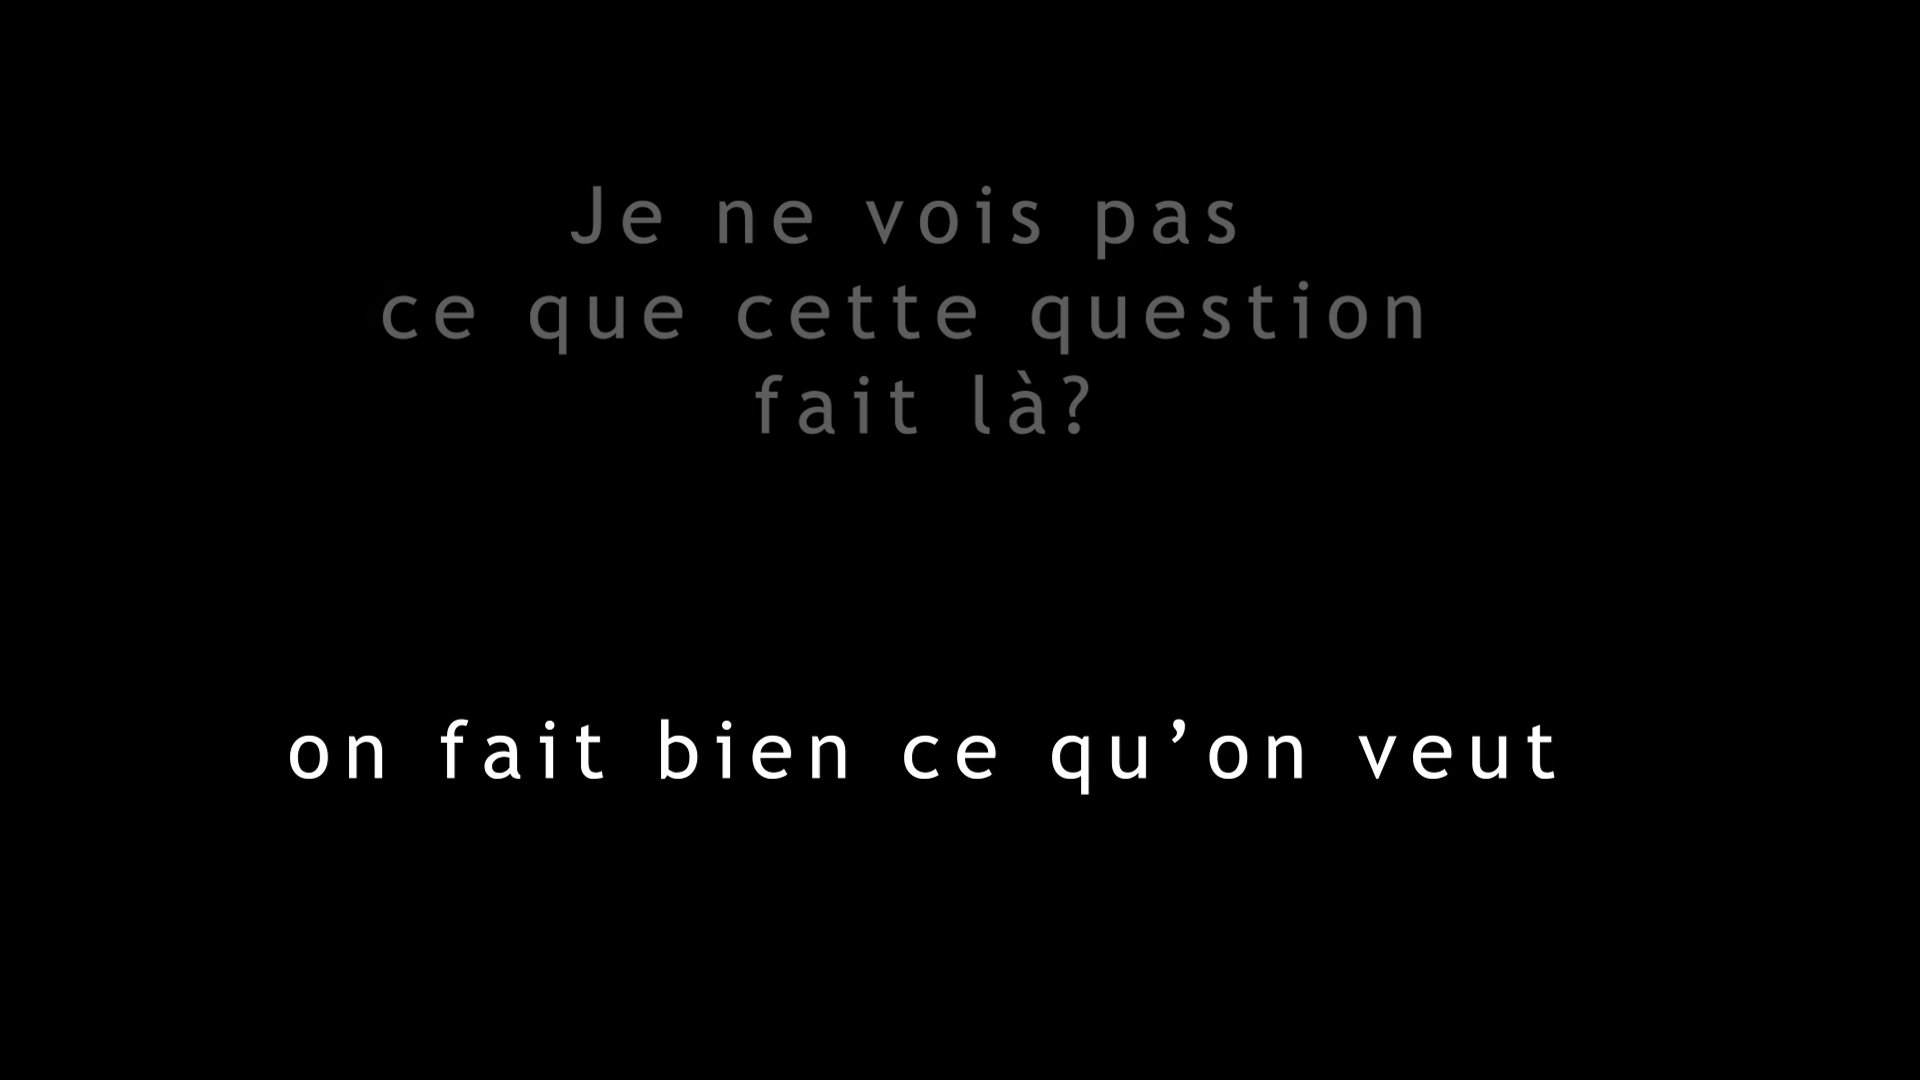 Je ne vois pas
ce que cette question
fait là?
on fait bien ce qu’on veut